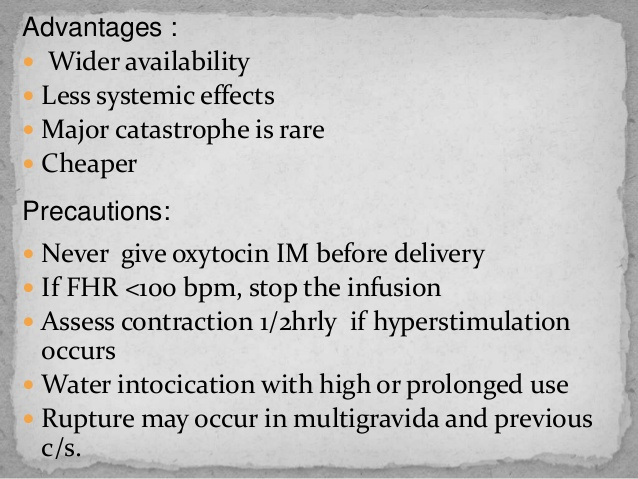 Advantages :
• Wider availability
• Less systemic effects
• Major catastrophe is rare
• Cheaper
Precautions:
• Never give oxytocin IM before delivery
• If FHR <100 bpm, stop the infusion
• Assess contraction 1/2hrly if hyperstimulation
occurs
• Water intocication with high or prolonged use
• Rupture may occur in multigravida and previous
c/s.